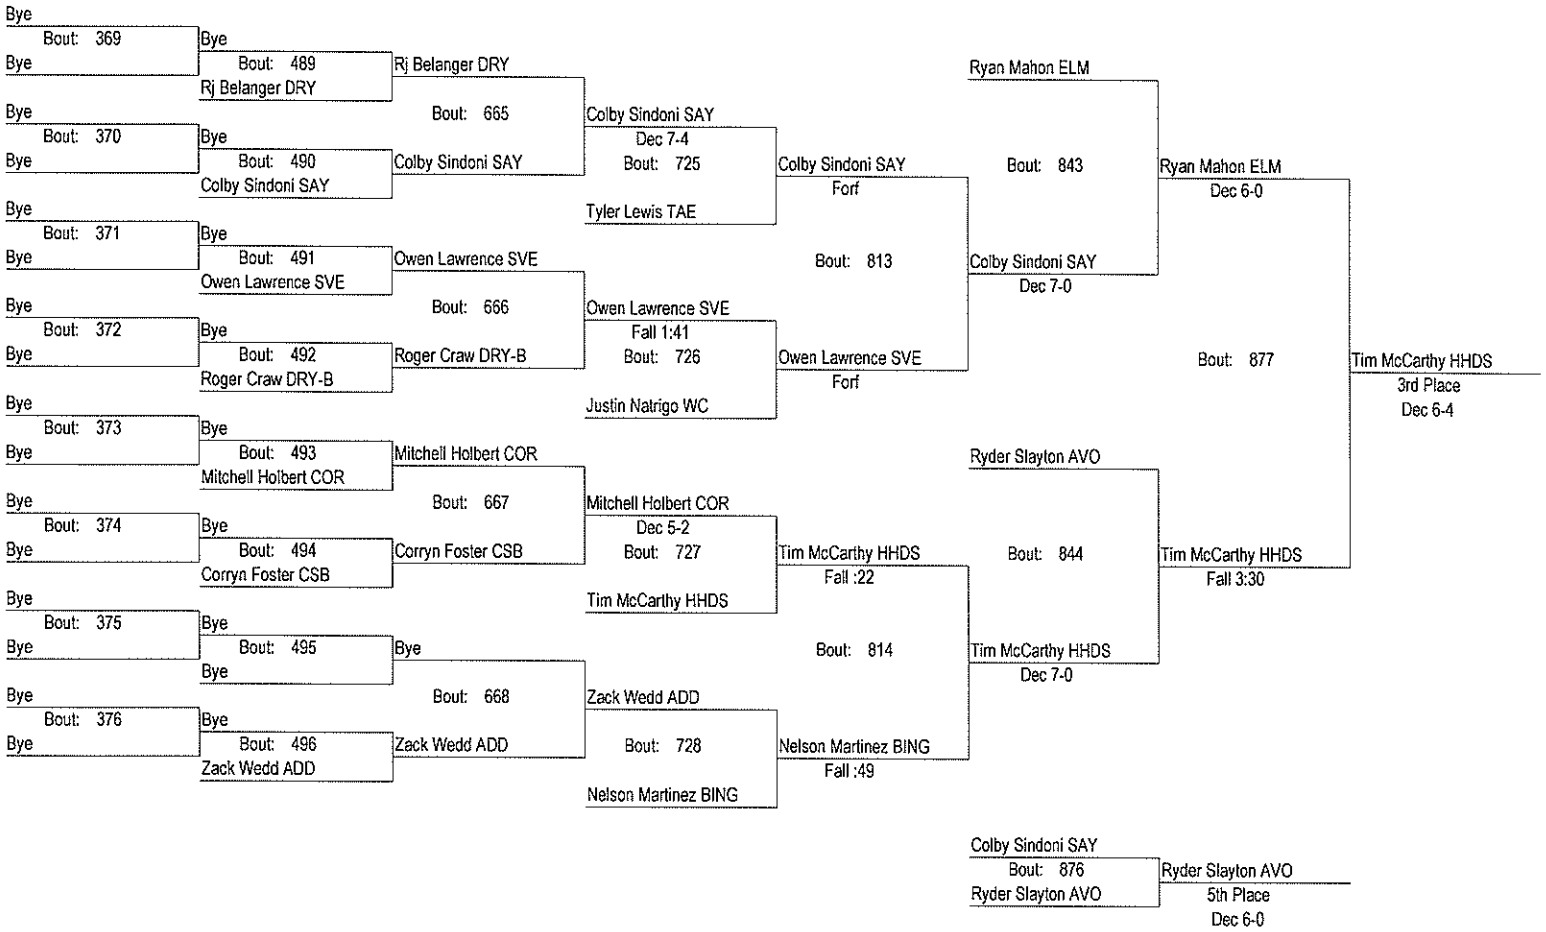 Bye
Bout: 369
Bye
Bye
Bout: 489
Rj Belanger DRY
Rj Belanger DRY
Bout: 665
Bye
Bout: 370
Bye
Bye
Bout: 490
Colby Sindoni SAY
Colby Sindoni SAY
Colby Sindoni SAY
Dec 7-4
Bout: 725
Tyler Lewis TAE
Colby Sindoni SAY
Forf
Bye
Bout: 371
Bye
Bye
Bout: 491
Owen Lawrence SVE
Owen Lawrence SVE
Bout: 666
Bye
Bout: 372
Bye
Bye
Bout: 492
Roger Craw DRY-B
Roger Craw DRY-B
Owen Lawrence SVE
Fall 1:41
Bout: 726
Justin Natrigo WC
Owen Lawrence SVE
Forf
Bout: 813
Ryan Mahon ELM
Bout: 843
Colby Sindoni SAY
Dec 7-0
Ryan Mahon ELM
Dec 6-0
Bye
Bout: 373
Bye
Bye
Bout: 493
Mitchell Holbert COR
Mitchell Holbert COR
Bout: 667
Bye
Bout: 374
Bye
Bye
Bout: 494
Corryn Foster CSB
Corryn Foster CSB
Mitchell Holbert COR
Dec 5-2
Bout: 727
Tim McCarthy HHDS
Tim McCarthy HHDS
Fall :22
Bye
Bout: 375
Bye
Bye
Bout: 495
Bye
Bye
Bout: 668
Bye
Bout: 376
Bye
Bye
Bout: 496
Zack Wedd ADD
Zack Wedd ADD
Zack Wedd ADD
Bout: 728
Nelson Martinez BING
Nelson Martinez BING
Fall :49
Bout: 814
Ryder Slayton AVO
Bout: 844
Tim McCarthy HHDS
Dec 7-0
Tim McCarthy HHDS
Fall 3:30
Bout: 877
Tim McCarthy HHDS
3rd Place
Dec 6-4
Colby Sindoni SAY
Bout: 876
Ryder Slayton AVO
Ryder Slayton AVO
5th Place
Dec 6-0